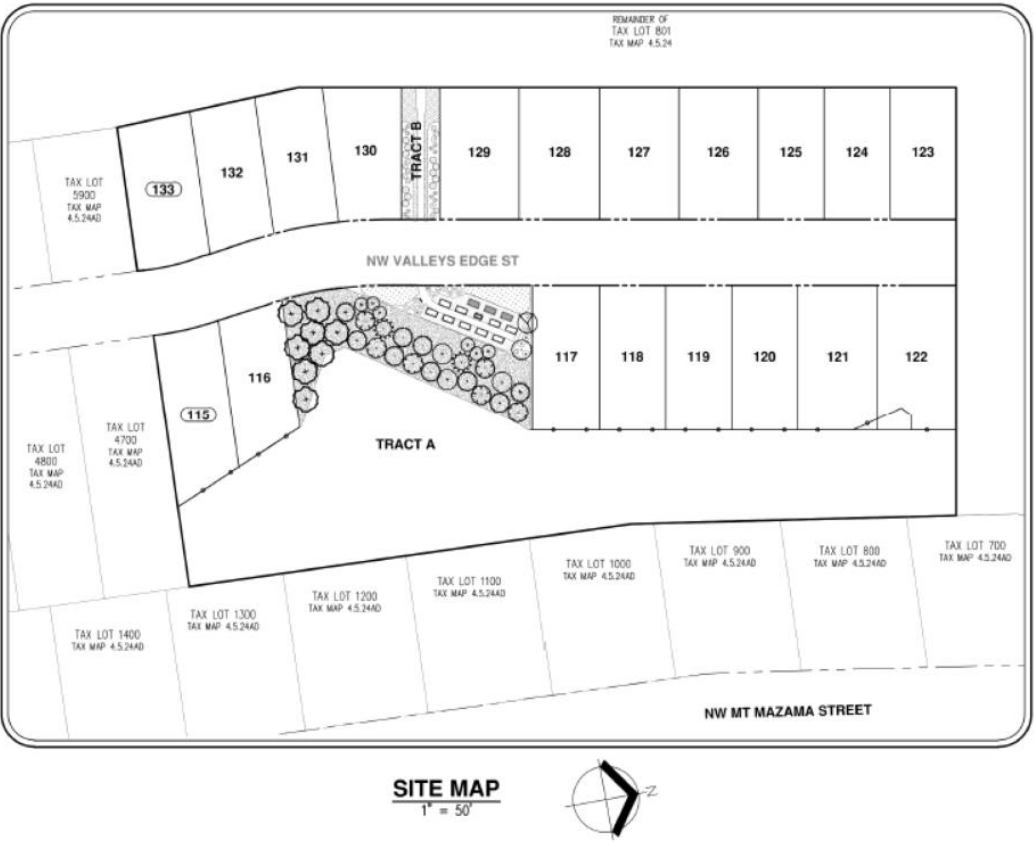 REMAINDER OF
TAX LOT 801
TAX MAP 4.5.24
133
132
131
130
TRACT B
129
128
127
126
125
124
123
TAX LOT
5900
TAX MAP
4.5.24AD
NW VALLEYS EDGE ST
115
116
117
118
119
120
121
122
TRACT A
TAX LOT
4800
TAX MAP
4.5.24AD
TAX LOT
4700
TAX MAP
4.5.24AD
TAX LOT 1400
TAX MAP 4.5.24AD
TAX LOT 1300
TAX MAP 4.5.24AD
TAX LOT 1200
TAX MAP 4.5.24AD
TAX LOT 1100
TAX MAP 4.5.24AD
TAX LOT 1000
TAX MAP 4.5.24AD
TAX LOT 900
TAX MAP 4.5.24AD
TAX LOT 800
TAX MAP 4.5.24AD
TAX LOT 700
TAX MAP 4.5.24AD
NW MT MAZAMA STREET
SITE MAP
1" = 50'
N